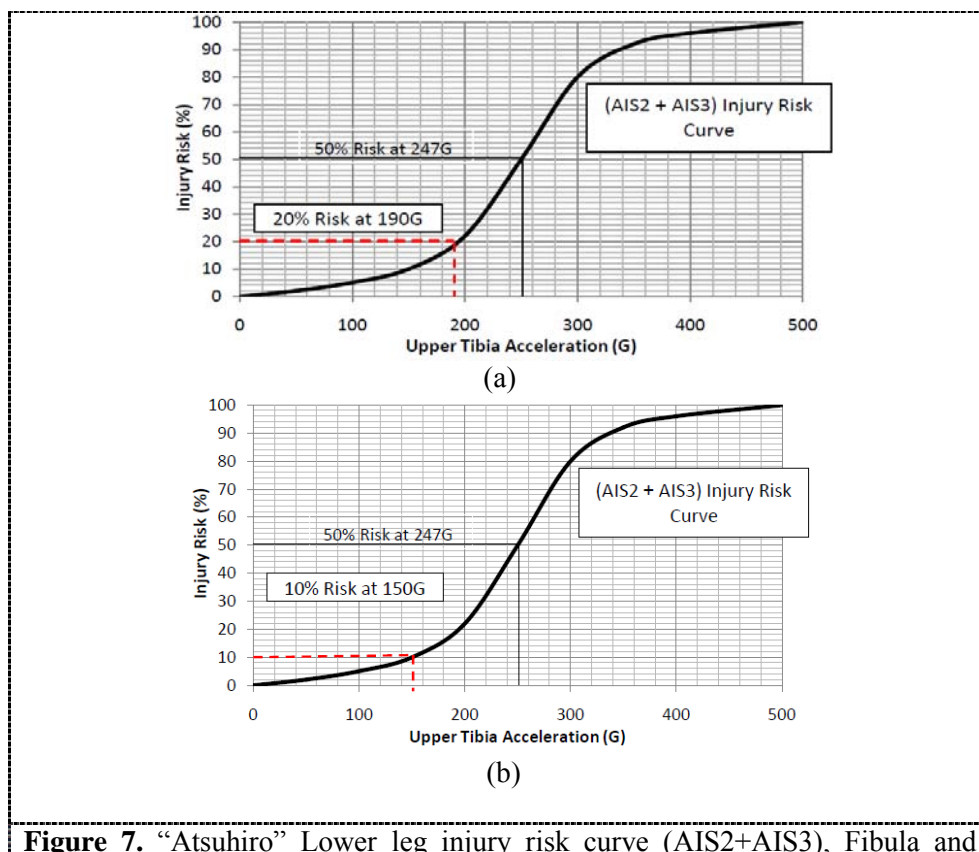 100
90
80
70
60
50
40
30
20
10
0
Injury Risk (%)
(AIS2 + AIS3) Injury Risk
Curve
50% Risk at 247G
20% Risk at 190G
0 100 200 300 400 500
Upper Tibia Acceleration (G)
(a)
100
90
80
70
60
50
40
30
20
10
0
Injury Risk (%)
(AIS2 + AIS3) Injury Risk
Curve
50% Risk at 247G
10% Risk at 150G
0 100 200 300 400 500
Upper Tibia Acceleration (G)
(b)
Figure 7. “Atsuhiro” Lower leg injury risk curve (AIS2+AIS3), Fibula and